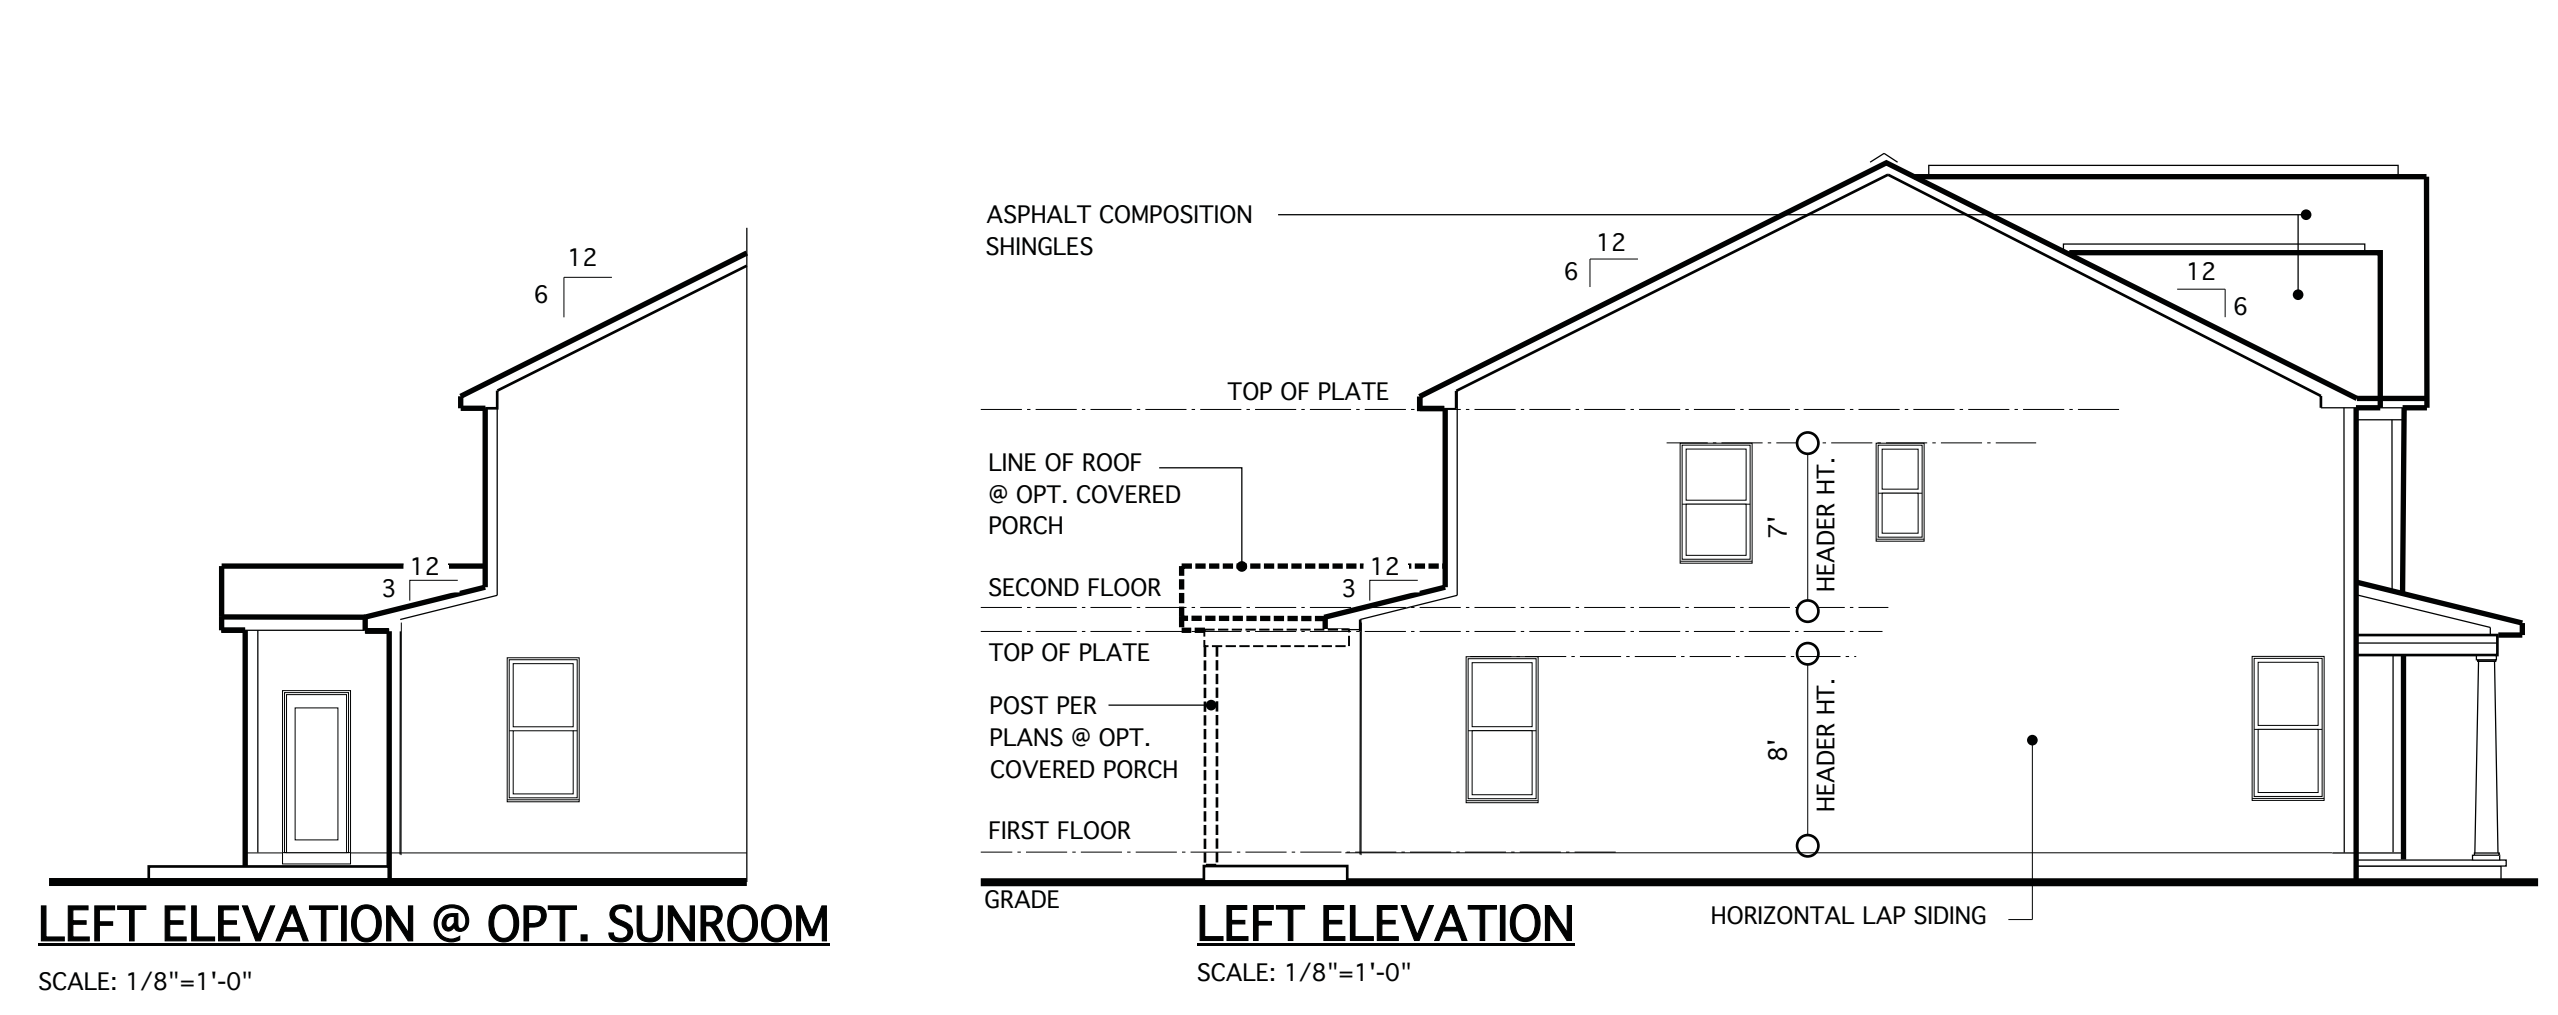 12
6
12
3
LEFT ELEVATION @ OPT. SUNROOM
SCALE: 1/8"=1'-0"
ASPHALT COMPOSITION
SHINGLES
12
6
12
6
TOP OF PLATE
LINE OF ROOF
@ OPT. COVERED
PORCH
12
3
SECOND FLOOR
TOP OF PLATE
POST PER
PLANS @ OPT.
COVERED PORCH
FIRST FLOOR
GRADE
7'
HEADER HT.
8'
HEADER HT.
HORIZONTAL LAP SIDING
LEFT ELEVATION
SCALE: 1/8"=1'-0"